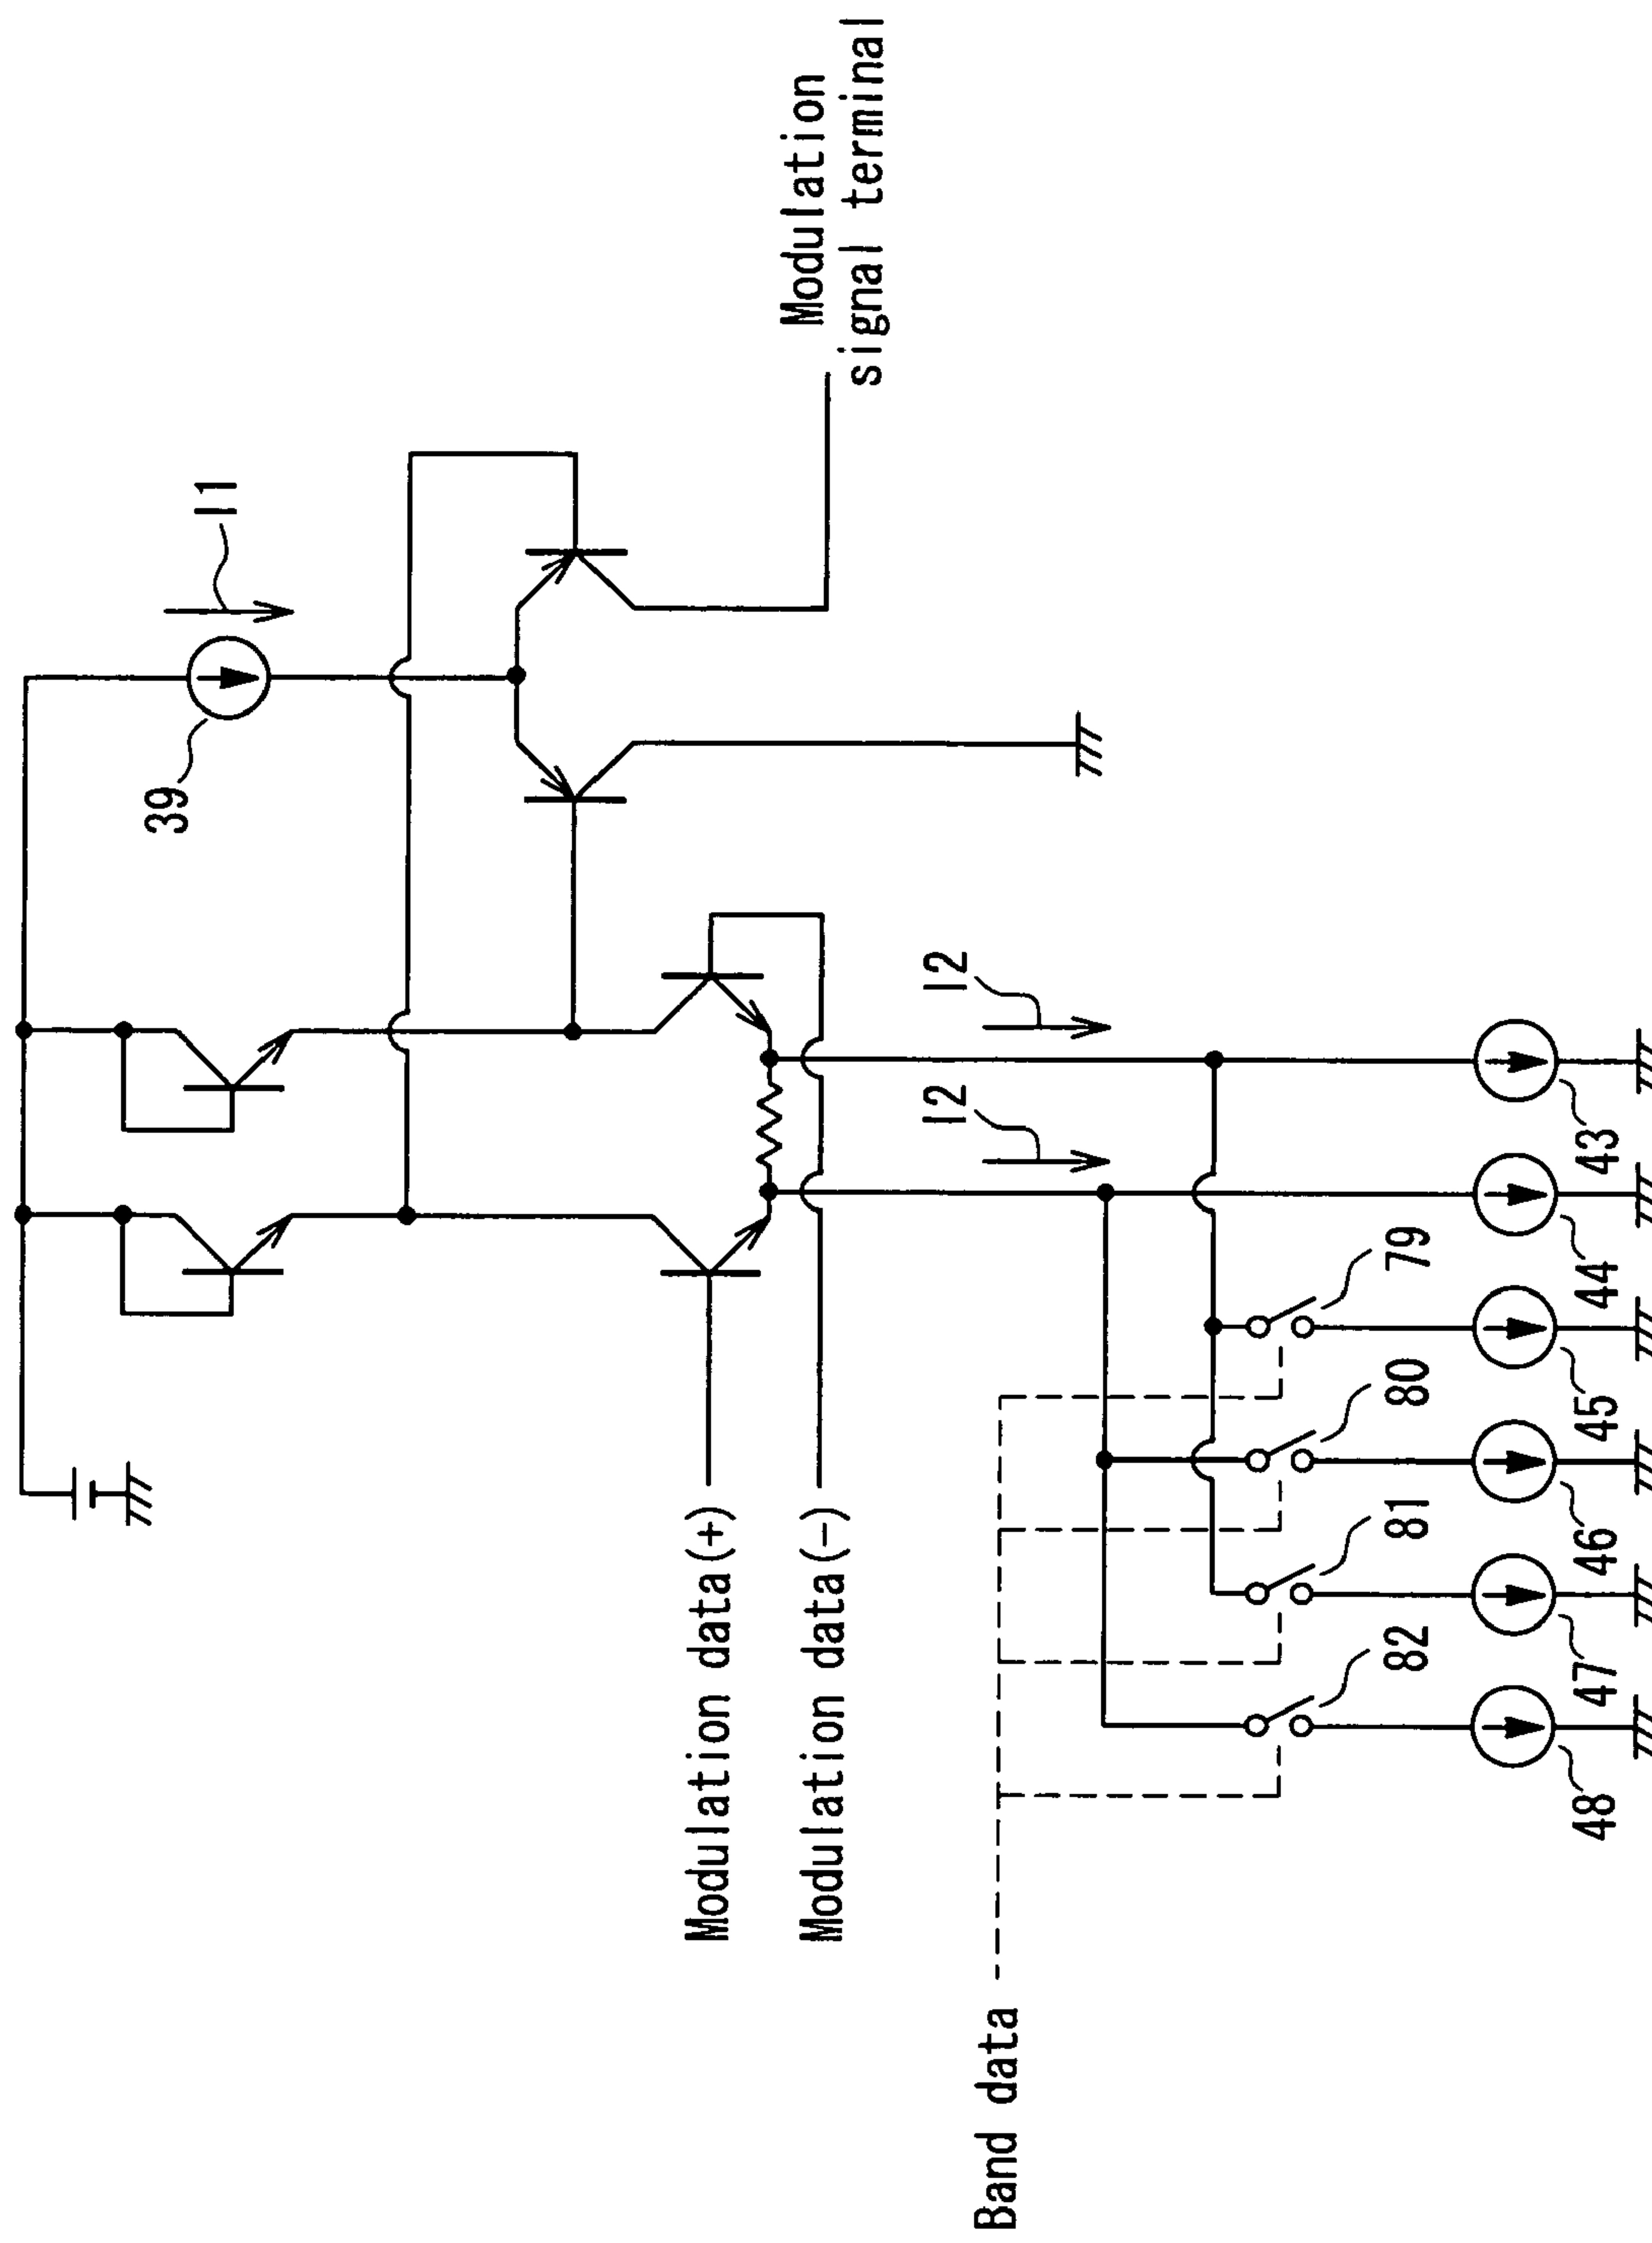 39
I1
Modulation
signal terminal
Modulation data(+)
Modulation data(-)
I2
I2
Band data
82
81
80
79
48
47
46
45
44
43